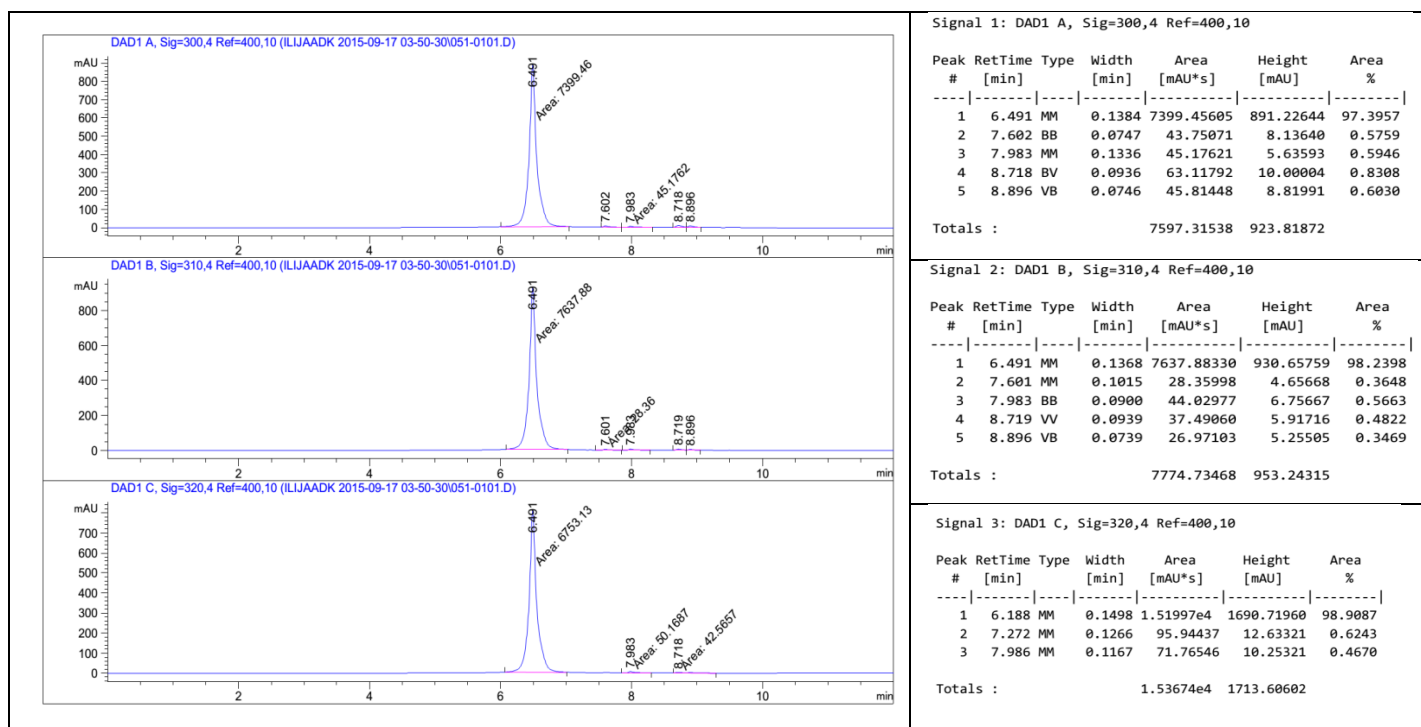 DAD1 A, Sig=300,4 Ref=400,10 (ILIJAADK 2015-09-17 03-50-30\051-0101.D)
mAU
800
700
600
500
400
300
200
100
0
6.491
Area: 7399.46
7.602
7.983
Area: 45.1762
8.718
8.896
2
4
6
8
10
min
DAD1 B, Sig=310,4 Ref=400,10 (ILIJAADK 2015-09-17 03-50-30\051-0101.D)
mAU
800
600
400
200
0
6.491
Area: 7637.88
7.601
Area: 28.36
7.983
8.719
8.896
2
4
6
8
10
min
DAD1 C, Sig=320,4 Ref=400,10 (ILIJAADK 2015-09-17 03-50-30\051-0101.D)
mAU
700
600
500
400
300
200
100
0
6.491
Area: 6753.13
7.983
Area: 50.1687
8.718
Area: 42.5657
2
4
6
8
10
min
Signal 1: DAD1 A, Sig=300,4 Ref=400,10
Peak RetTime Type Width Area Height Area
# [min] [min] [mAU*s] [mAU] %
----|-------|----|-------|----------|----------|--------|
1 6.491 MM 0.1384 7399.45605 891.22644 97.3957
2 7.602 BB 0.0747 43.75071 8.13640 0.5759
3 7.983 MM 0.1336 45.17621 5.63593 0.5946
4 8.718 BV 0.0936 63.11792 10.00004 0.8308
5 8.896 VB 0.0746 45.81448 8.81991 0.6030
Totals : 7597.31538 923.81872
Signal 2: DAD1 B, Sig=310,4 Ref=400,10
Peak RetTime Type Width Area Height Area
# [min] [min] [mAU*s] [mAU] %
----|-------|----|-------|----------|----------|--------|
1 6.491 MM 0.1368 7637.88330 930.65759 98.2398
2 7.601 MM 0.1015 28.35998 4.65668 0.3648
3 7.983 BB 0.0900 44.02977 6.75667 0.5663
4 8.719 VV 0.0939 37.49060 5.91716 0.4822
5 8.896 VB 0.0739 26.97103 5.25505 0.3469
Totals : 7774.73468 953.24315
Signal 3: DAD1 C, Sig=320,4 Ref=400,10
Peak RetTime Type Width Area Height Area
# [min] [min] [mAU*s] [mAU] %
----|-------|----|-------|----------|----------|--------|
1 6.188 MM 0.1498 1.51997e4 1690.71960 98.9087
2 7.272 MM 0.1266 95.94437 12.63321 0.6243
3 7.986 MM 0.1167 71.76546 10.25321 0.4670
Totals : 1.53674e4 1713.60602